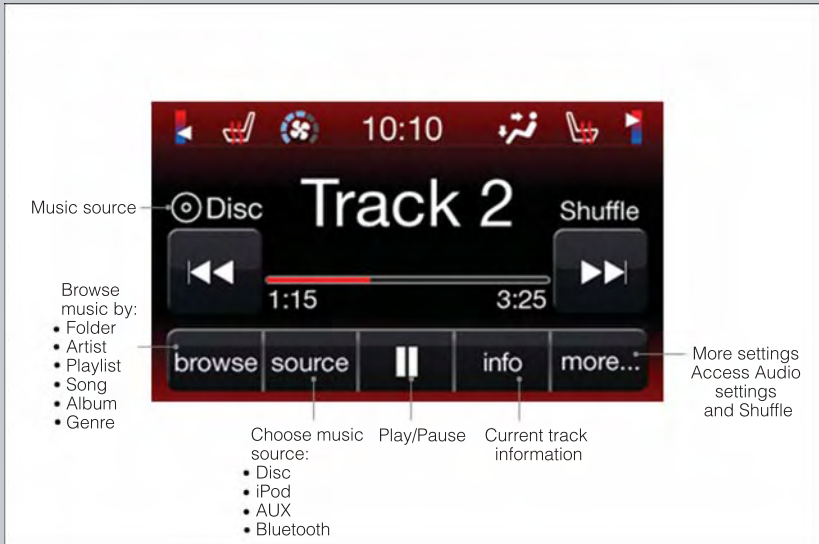 10:10
Music source
Disc
Track 2
Shuffle
1:15
3:25
Browse
music by:
• Folder
• Artist
• Playlist
• Song
• Album
• Genre
browse
source
info
more...
More settings
Access Audio
settings
and Shuffle
Choose music
source:
• Disc
• iPod
• AUX
• Bluetooth
Play/Pause
Current track
information